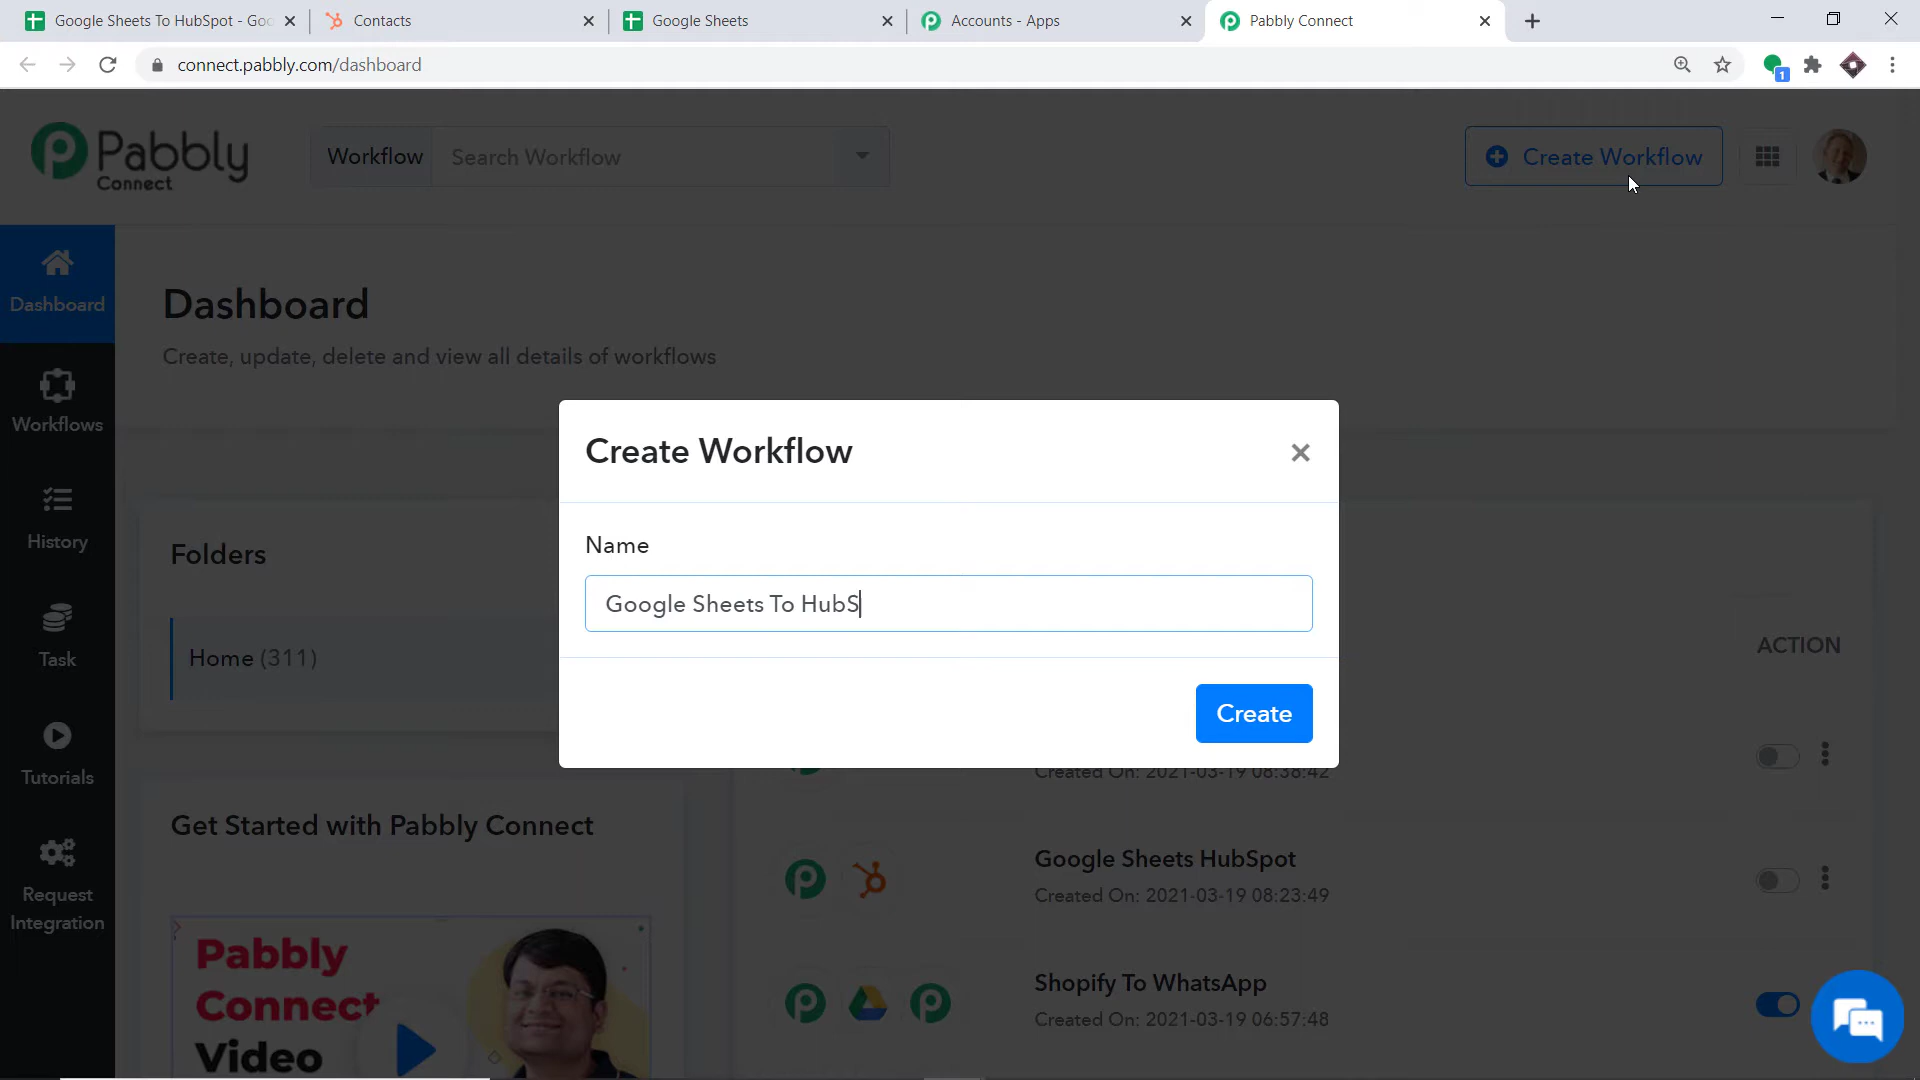 Google Sheets To HubSpot - Goo
Contacts
Google Sheets
Accounts - Apps
Pabbly Connect
connect.pabbly.com/dashboard
1
Pabbly
Connect
Workflow
Search Workflow
Create Workflow
Dashboard
Workflows
History
Task
Tutorials
Request
Integration
Dashboard
Create, update, delete and view all details of workflows
Create Workflow
Name
Google Sheets To HubS
Create
Folders
Home (311)
ACTION
Created On: 2021-03-19 08:38:42
Get Started with Pabbly Connect
Google Sheets HubSpot
Created On: 2021-03-19 08:23:49
Shopify To WhatsApp
Created On: 2021-03-19 06:57:48
Pabbly
Connect
Video